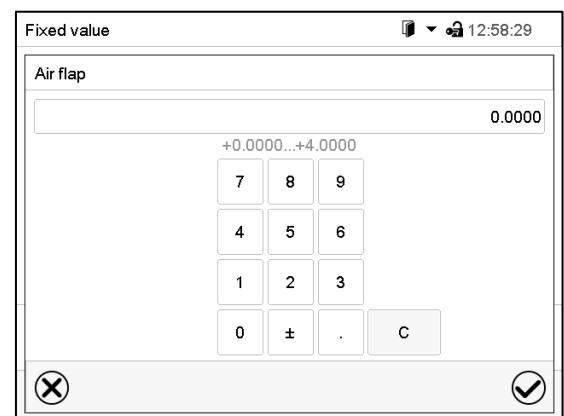 Fixed value 12:58:29
Air flap
0.0000
+0.0000...+4.0000
7 8 9
4 5 6
1 2 3
0 ± . C